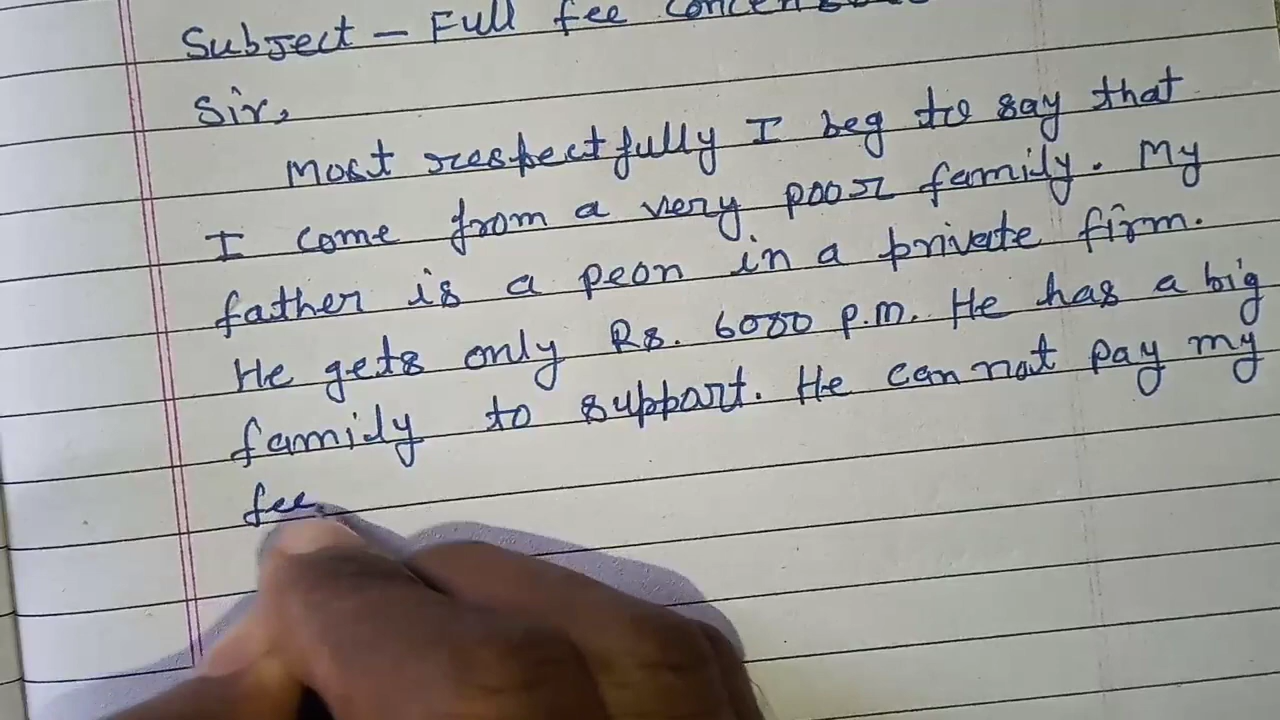 Subject - Full fee concession
Sir,
Most respectfully I beg to say that
I come from a very poor family. My
father is a peon in a private firm.
He gets only Rs. 6000 p.m. He has a big
family to support. He can not pay my
fee